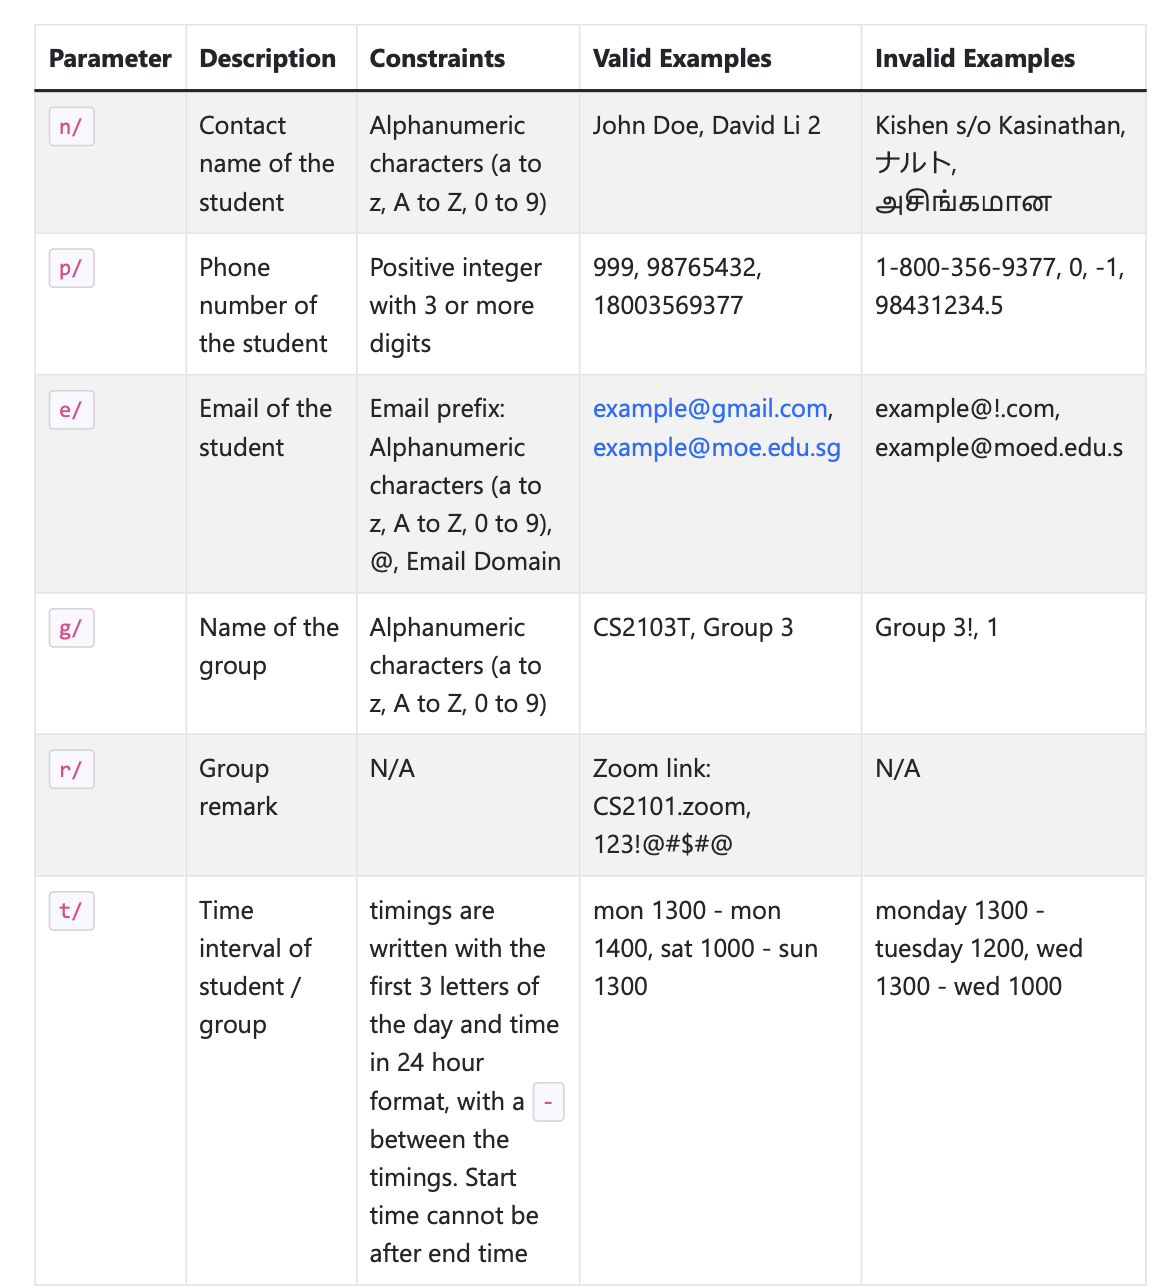 Parameter Description Constraints Valid Examples Invalid Examples
n/
Contact
name of the
student
Alphanumeric
characters (a to
z, A to Z, 0 to 9)
John Doe, David Li 2
Kishen s/o Kasinathan,
ナルト,
அசிங்கமான
p/
Phone
number of
the student
Positive integer
with 3 or more
digits
999, 98765432,
18003569377
1-800-356-9377, 0, -1,
98431234.5
e/
Email of the
student
Email prefix:
Alphanumeric
characters (a to
z, A to Z, 0 to 9),
@, Email Domain
example@gmail.com,
example@moe.edu.sg
example@!.com,
example@moed.edu.s
g/
Name of the
group
Alphanumeric
characters (a to
z, A to Z, 0 to 9)
CS2103T, Group 3
Group 3!, 1
r/
Group
remark
N/A
Zoom link:
CS2101.zoom,
123!@#$#@
N/A
t/
Time
interval of
student /
group
timings are
written with the
first 3 letters of
the day and time
in 24 hour
format, with a -
between the
timings. Start
time cannot be
after end time
mon 1300 - mon
1400, sat 1000 - sun
1300
monday 1300 -
tuesday 1200, wed
1300 - wed 1000